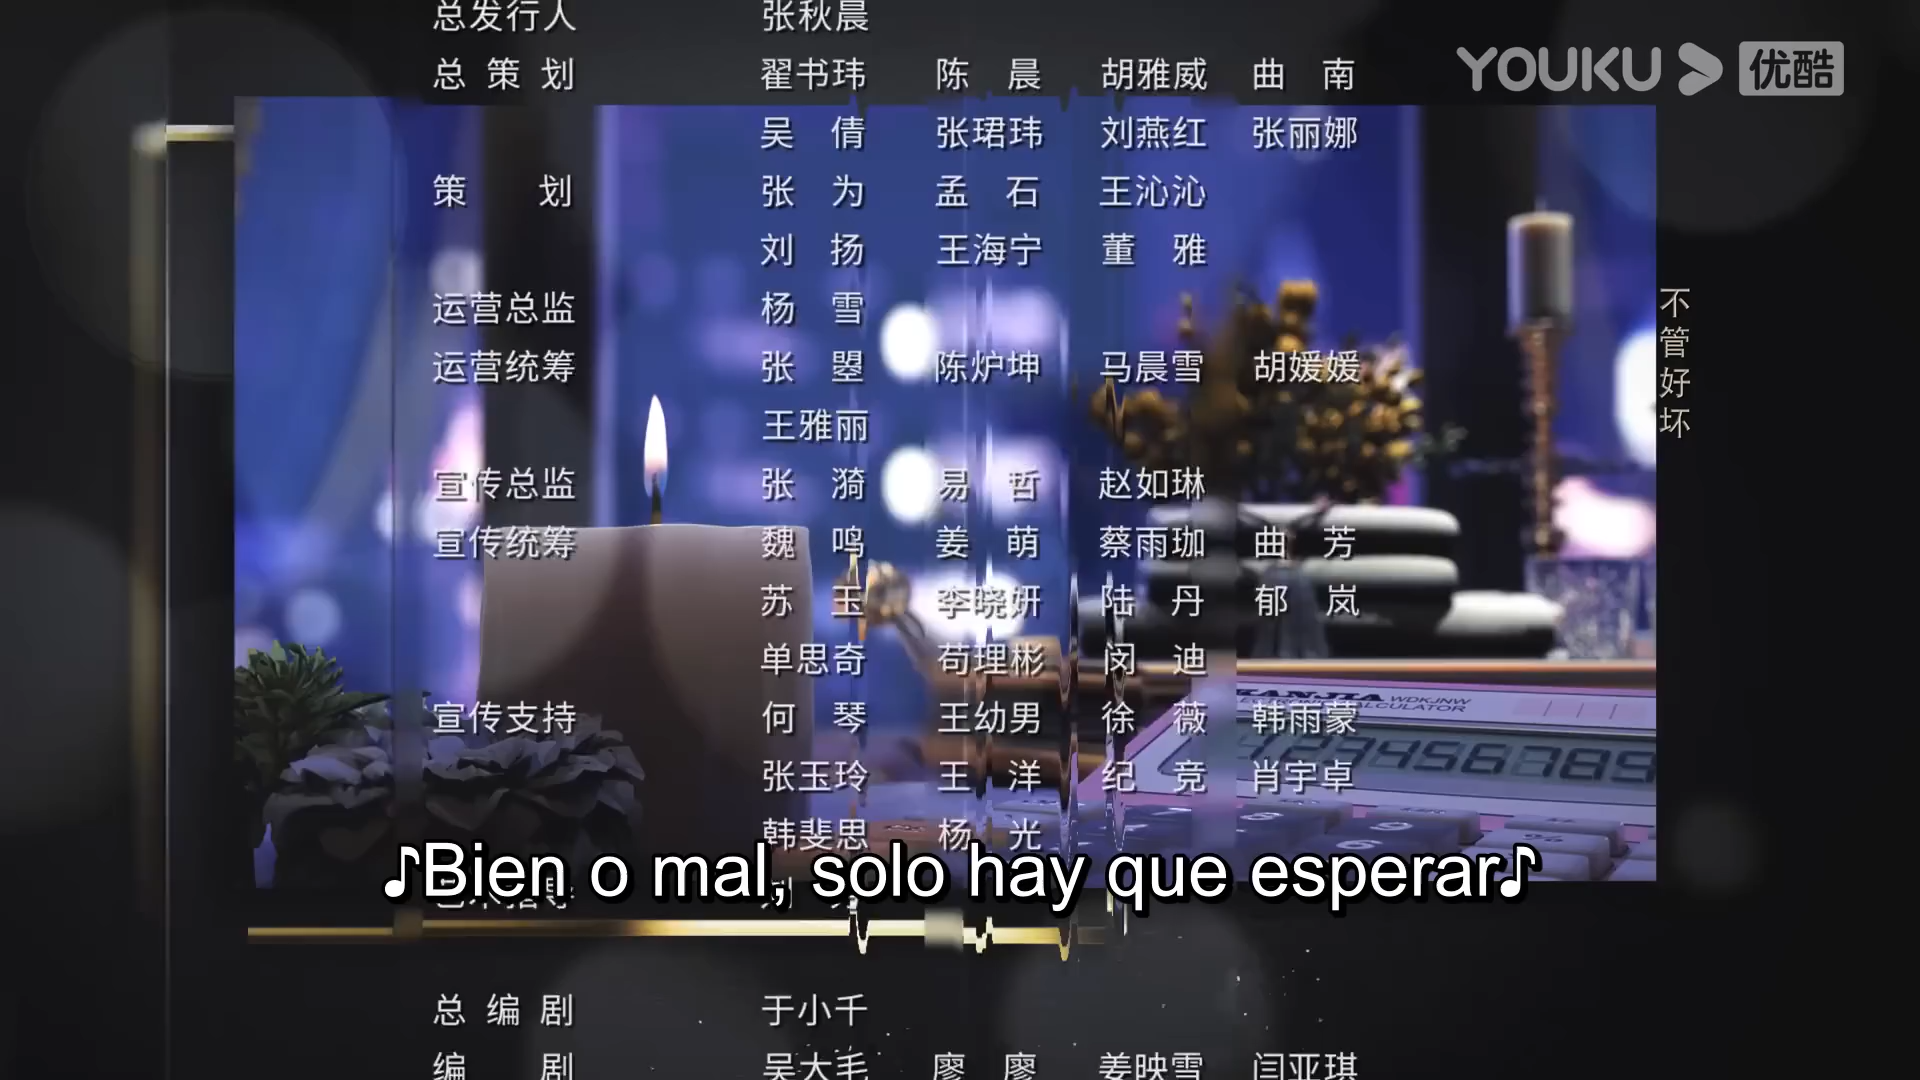 总发行人 张秋晨
总策划 翟书玮 陈晨 胡雅威 曲南
YOUKU 优酷
吴倩 张珺玮 刘燕红 张丽娜
策划 张为 孟石 王沁沁
刘扬 王海宁 董雅
运营总监 杨雪
不管好坏
运营统筹 张曌 陈炉坤 马晨雪 胡媛媛
王雅丽
宣传总监 张漪 易哲 赵如琳
宣传统筹 魏鸣 姜萌 蔡雨珈 曲芳
苏玉 李晓妍 陆丹 郁岚
单思奇 苟理彬 闵迪
KANJIA WDKJNW
CALCULATOR
宣传支持 何琴 王幼男 徐薇 韩雨蒙
123456789
张玉玲 王洋 纪竞 肖宇卓
韩斐思 杨光
♪Bien o mal, solo hay que esperar♪
总编剧 于小千
编剧 吴大毛 廖廖 姜映雪 闫亚琪